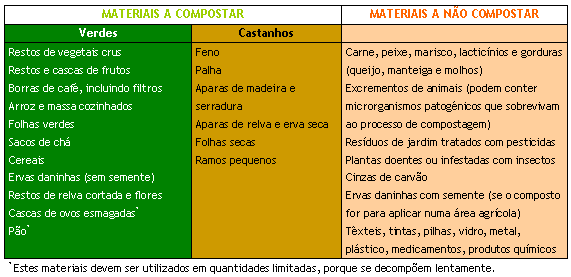 MATERIAIS A COMPOSTAR
MATERIAIS A NÃO COMPOSTAR
Verdes
Castanhos
Restos de vegetais crus
Restos e cascas de frutos
Borras de café, incluindo filtros
Arroz e massa cozinhados
Folhas verdes
Sacos de chá
Cereais
Ervas daninhas (sem semente)
Restos de relva cortada e flores
Cascas de ovos esmagadas*
Pão*
Feno
Palha
Aparas de madeira e
serradura
Aparas de relva e erva seca
Folhas secas
Ramos pequenos
Carne, peixe, marisco, lacticínios e gorduras
(queijo, manteiga e molhos)
Excrementos de animais (podem conter
microrganismos patogénicos que sobrevivam
ao processo de compostagem)
Resíduos de jardim tratados com pesticidas
Plantas doentes ou infestadas com insectos
Cinzas de carvão
Ervas daninhas com semente (se o composto
for para aplicar numa área agrícola)
Têxteis, tintas, pilhas, vidro, metal,
plástico, medicamentos, produtos químicos
*Estes materiais devem ser utilizados em quantidades limitadas, porque se decompõem lentamente.